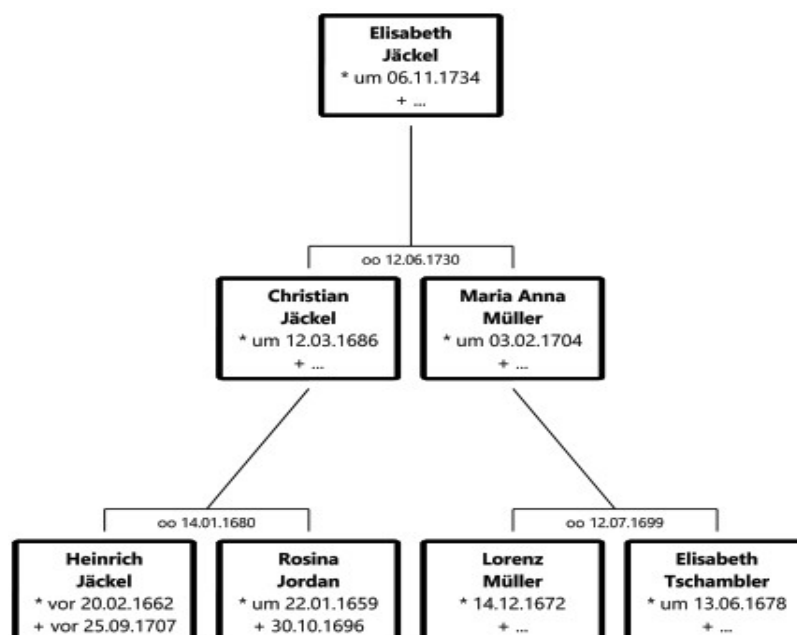 Elisabeth
Jäckel
* um 06.11.1734
+ ...
oo 12.06.1730
Christian
Jäckel
* um 12.03.1686
+ ...
Maria Anna
Müller
* um 03.02.1704
+ ...
oo 14.01.1680
oo 12.07.1699
Heinrich
Jäckel
* vor 20.02.1662
+ vor 25.09.1707
Rosina
Jordan
* um 22.01.1659
+ 30.10.1696
Lorenz
Müller
* 14.12.1672
+ ...
Elisabeth
Tschambler
* um 13.06.1678
+ ...